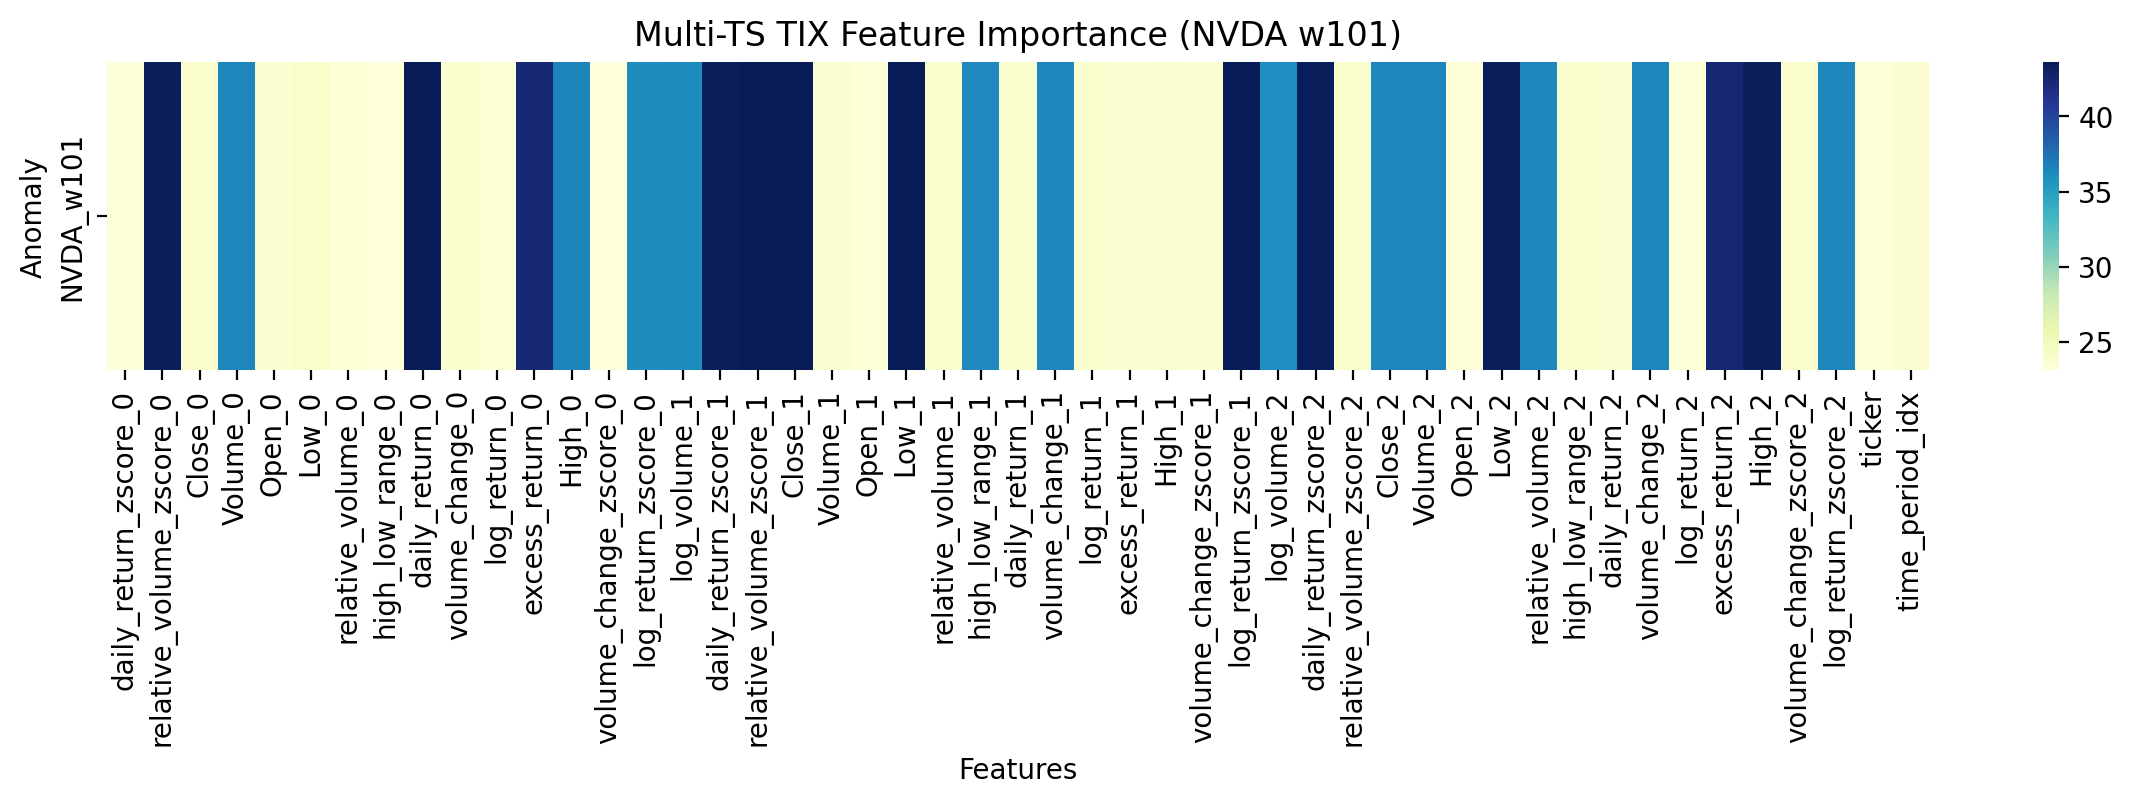 Multi-TS TIX Feature Importance (NVDA w101)
Anomaly
NVDA_w101
40
35
30
25
daily_return_zscore_0
relative_volume_zscore_0
Close_0
Volume_0
Open_0
Low_0
relative_volume_0
high_low_range_0
daily_return_0
volume_change_0
log_return_0
excess_return_0
High_0
volume_change_zscore_0
log_return_zscore_0
log_volume_1
daily_return_zscore_1
relative_volume_zscore_1
Close_1
Volume_1
Open_1
Low_1
relative_volume_1
high_low_range_1
daily_return_1
volume_change_1
log_return_1
excess_return_1
High_1
volume_change_zscore_1
log_return_zscore_1
log_volume_2
daily_return_zscore_2
relative_volume_zscore_2
Close_2
Volume_2
Open_2
Low_2
relative_volume_2
high_low_range_2
daily_return_2
volume_change_2
log_return_2
excess_return_2
High_2
volume_change_zscore_2
log_return_zscore_2
ticker
time_period_idx
Features